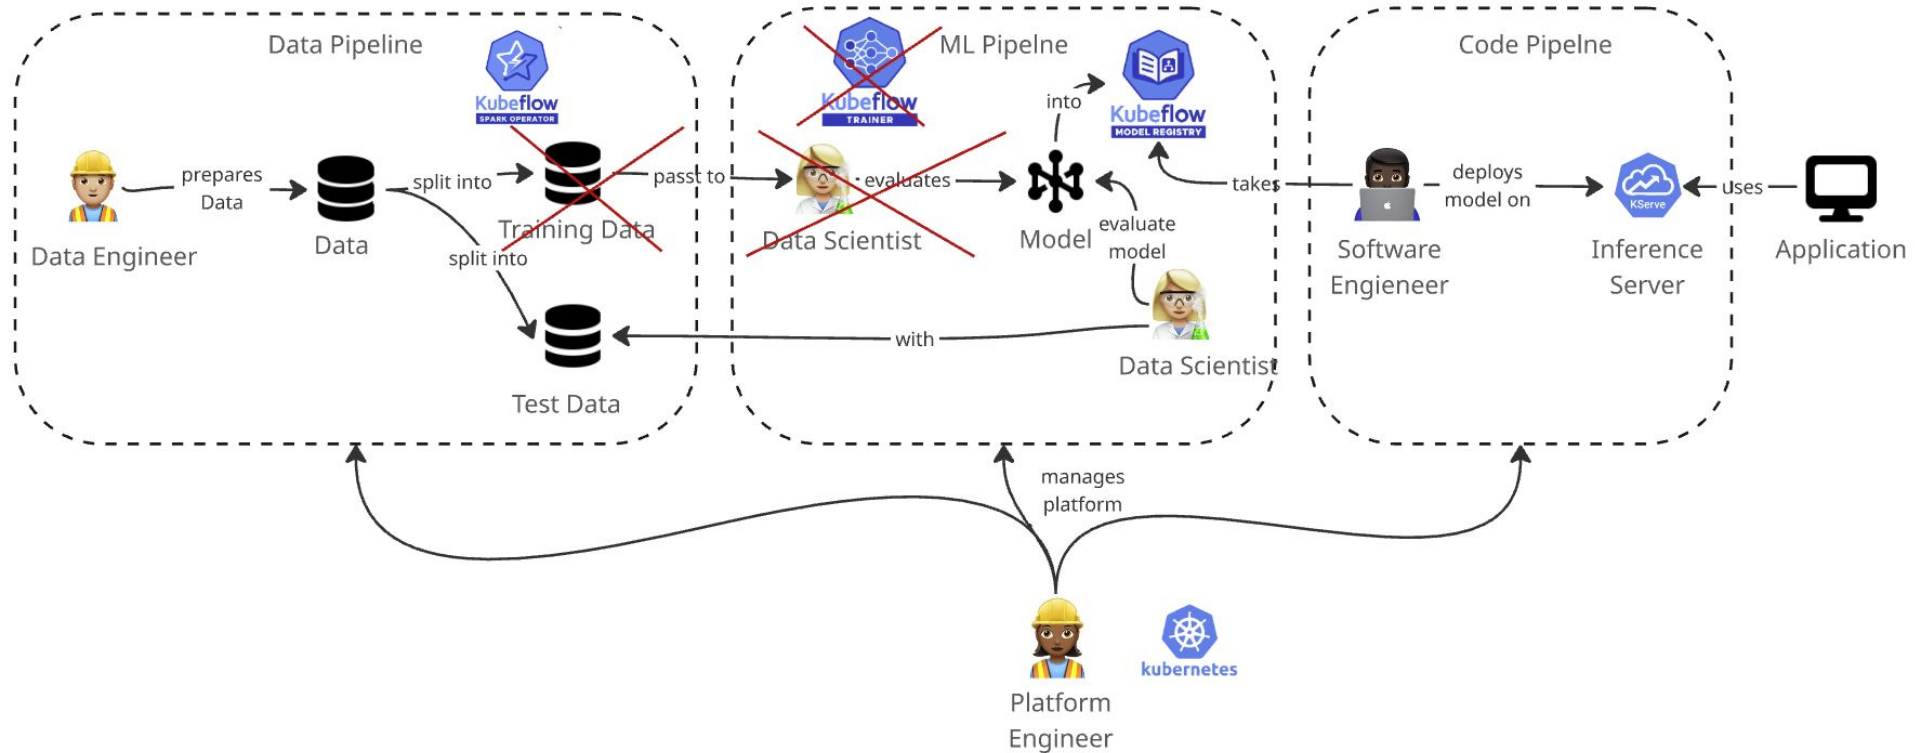 Data Pipeline
Kubeflow
SPARK OPERATOR
prepares
Data
Data Engineer
Data
split into
split into
Training Data
Test Data
passt to
ML Pipelne
Kubeflow
TRAINER
Data Scientist
evaluates
into
Kubeflow
MODEL REGISTRY
Model
evaluate
model
Data Scientist
with
Code Pipelne
takes
Software
Engieneer
deploys
model on
KServe
Inference
Server
uses
Application
manages
platform
Platform
Engineer
kubernetes